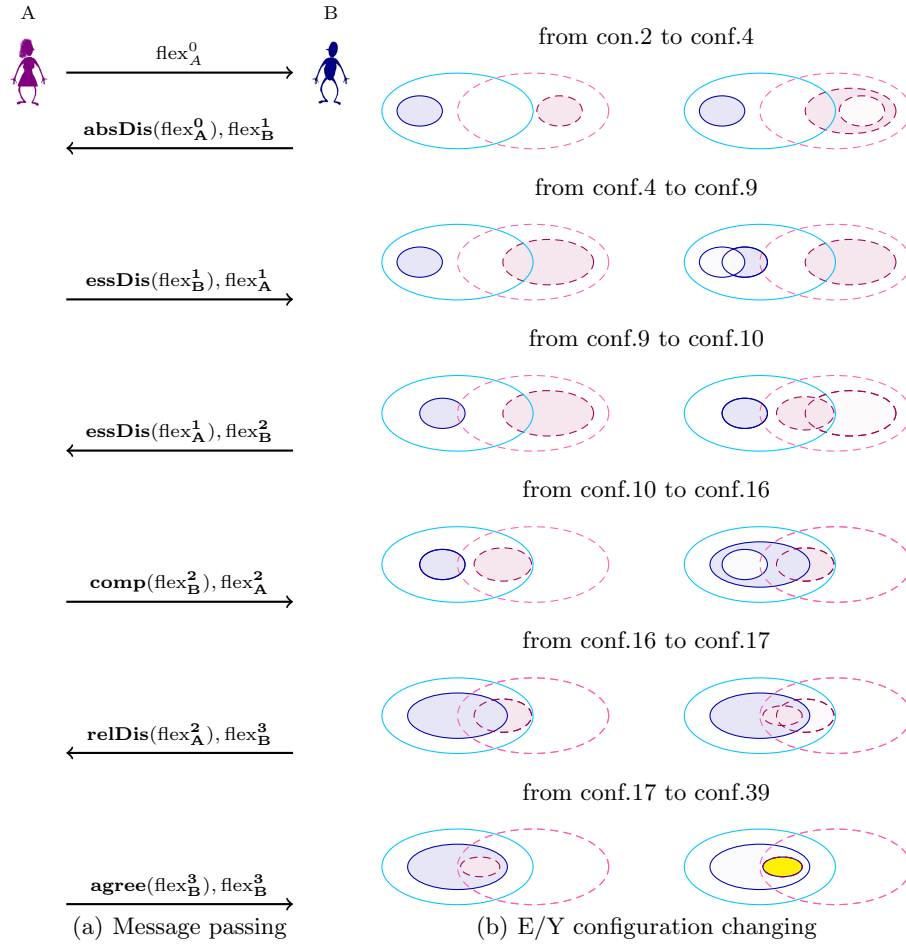 A B
from con.2 to conf.4
flex⁰_A
absDis(flex⁰_A), flex¹_B
from conf.4 to conf.9
essDis(flex¹_B), flex¹_A
from conf.9 to conf.10
essDis(flex¹_A), flex²_B
from conf.10 to conf.16
comp(flex²_B), flex²_A
from conf.16 to conf.17
relDis(flex²_A), flex³_B
from conf.17 to conf.39
agree(flex³_B), flex³_B
(a) Message passing (b) E/Y configuration changing